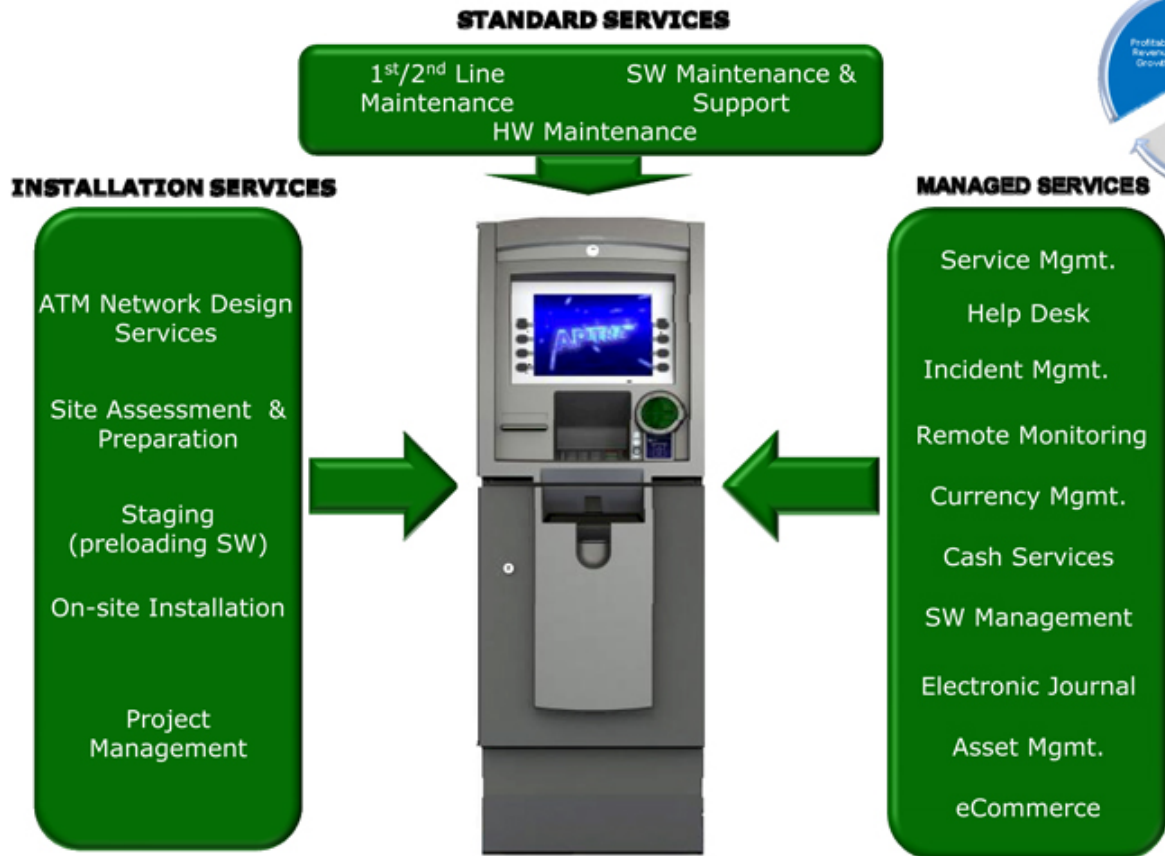 STANDARD SERVICES
1st/2nd Line
Maintenance
SW Maintenance &
Support
HW Maintenance
INSTALLATION SERVICES
ATM Network Design
Services
Site Assessment &
Preparation
Staging
(preloading SW)
On-site Installation
Project
Management
APTRA
MANAGED SERVICES
Service Mgmt.
Help Desk
Incident Mgmt.
Remote Monitoring
Currency Mgmt.
Cash Services
SW Management
Electronic Journal
Asset Mgmt.
eCommerce